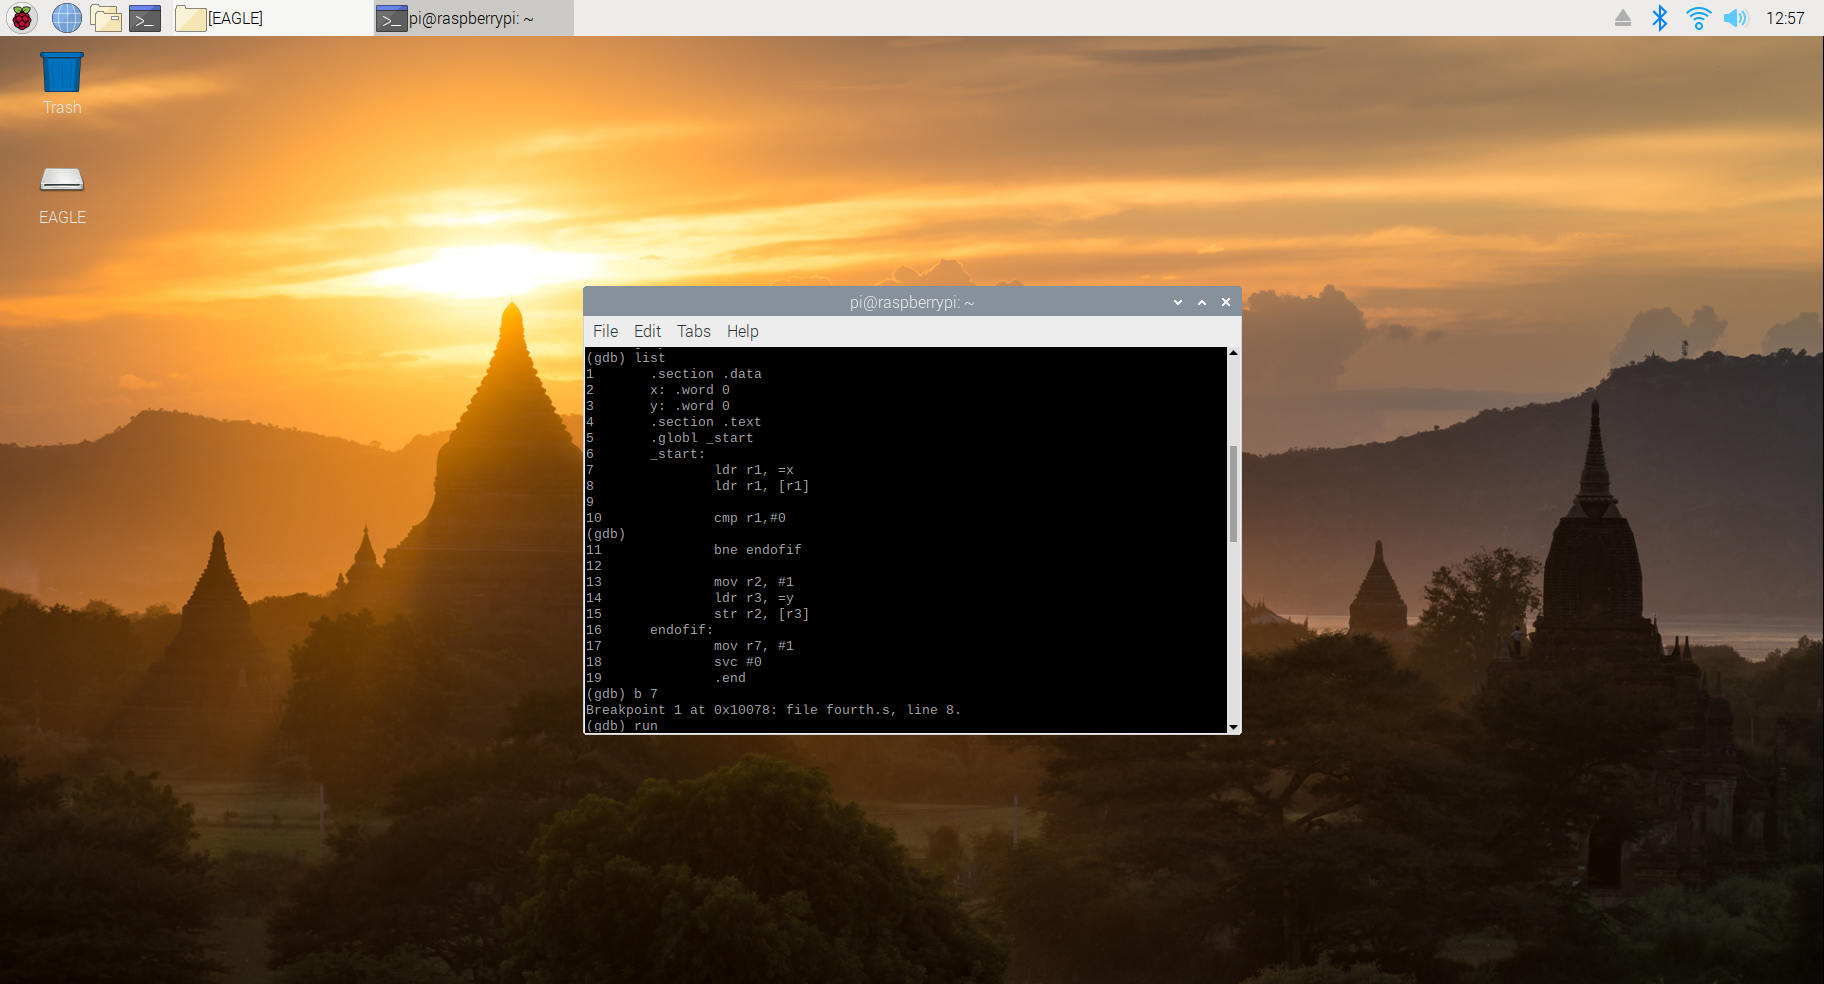 [EAGLE]
pi@raspberrypi: ~
12:57
Trash
EAGLE
pi@raspberrypi: ~
File Edit Tabs Help
(gdb) list
1 .section .data
2 x: .word 0
3 y: .word 0
4 .section .text
5 .globl _start
6 _start:
7 ldr r1, =x
8 ldr r1, [r1]
9
10 cmp r1,#0
(gdb)
11 bne endofif
12
13 mov r2, #1
14 ldr r3, =y
15 str r2, [r3]
16 endofif:
17 mov r7, #1
18 svc #0
19 .end
(gdb) b 7
Breakpoint 1 at 0x10078: file fourth.s, line 8.
(gdb) run